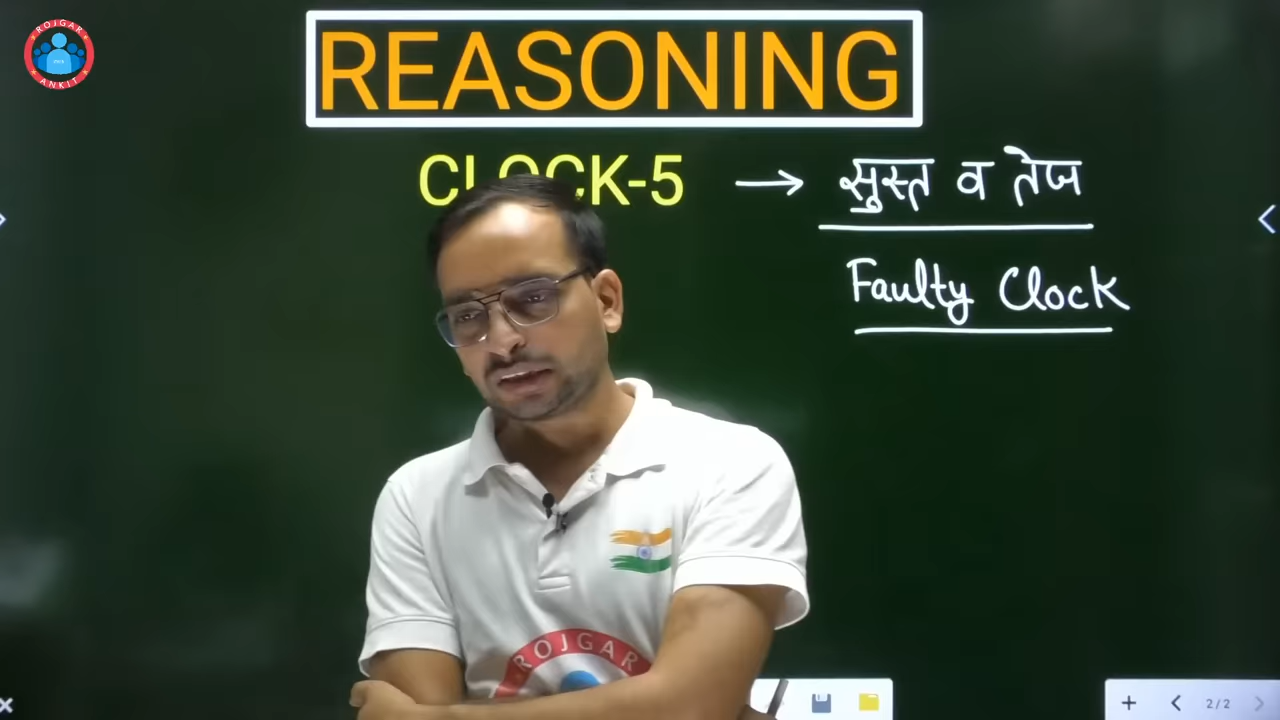 ROJGAR
ANKIT
REASONING
CLOCK-5 → सुस्त व तेज
Faulty Clock
ROJGAR
2/2